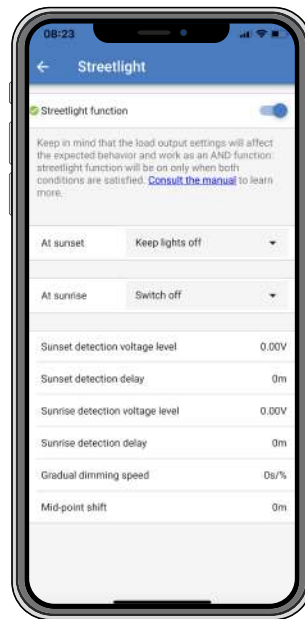 08:23
Streetlight
Streetlight function
Keep in mind that the load output settings will affect
the expected behavior and work as an AND function:
streetlight function will be on only when both
conditions are satisfied. Consult the manual to learn
more.
At sunset Keep lights off
At sunrise Switch off
Sunset detection voltage level 0.00V
Sunset detection delay 0m
Sunrise detection voltage level 0.00V
Sunrise detection delay 0m
Gradual dimming speed 0s/%
Mid-point shift 0m